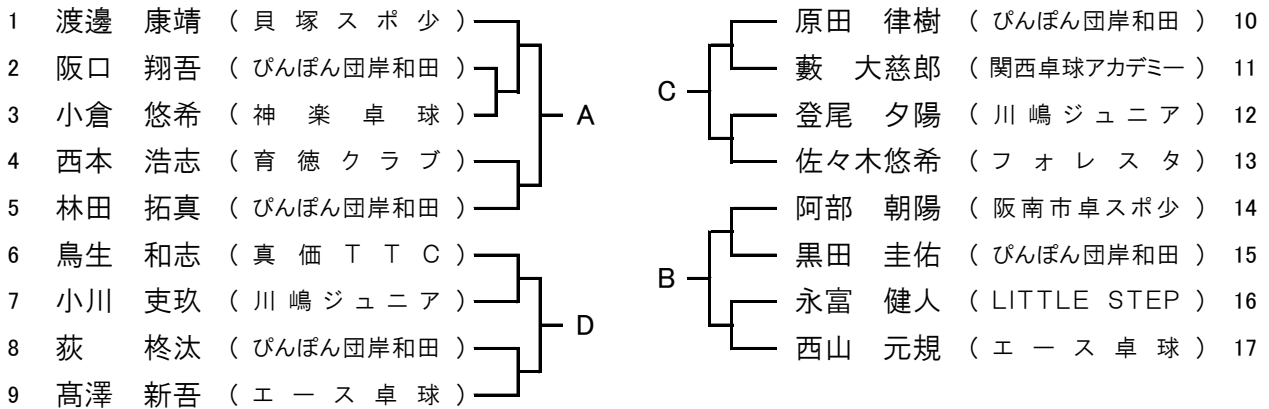 1 渡邊 康靖 ( 貝塚スポ少 )
2 阪口 翔吾 ( ぴんぽん団岸和田 )
3 小倉 悠希 ( 神楽卓球 )
A
4 西本 浩志 ( 育徳クラブ )
5 林田 拓真 ( ぴんぽん団岸和田 )
6 鳥生 和志 ( 真価TTC )
7 小川 吏玖 ( 川嶋ジュニア )
D
8 荻 柊汰 ( ぴんぽん団岸和田 )
9 髙澤 新吾 ( エース卓球 )
原田 律樹 ( ぴんぽん団岸和田 ) 10
藪 大慈郎 ( 関西卓球アカデミー ) 11
C
登尾 夕陽 ( 川嶋ジュニア ) 12
佐々木悠希 ( フォレスタ ) 13
阿部 朝陽 ( 阪南市卓スポ少 ) 14
黒田 圭佑 ( ぴんぽん団岸和田 ) 15
B
永富 健人 ( LITTLE STEP ) 16
西山 元規 ( エース卓球 ) 17